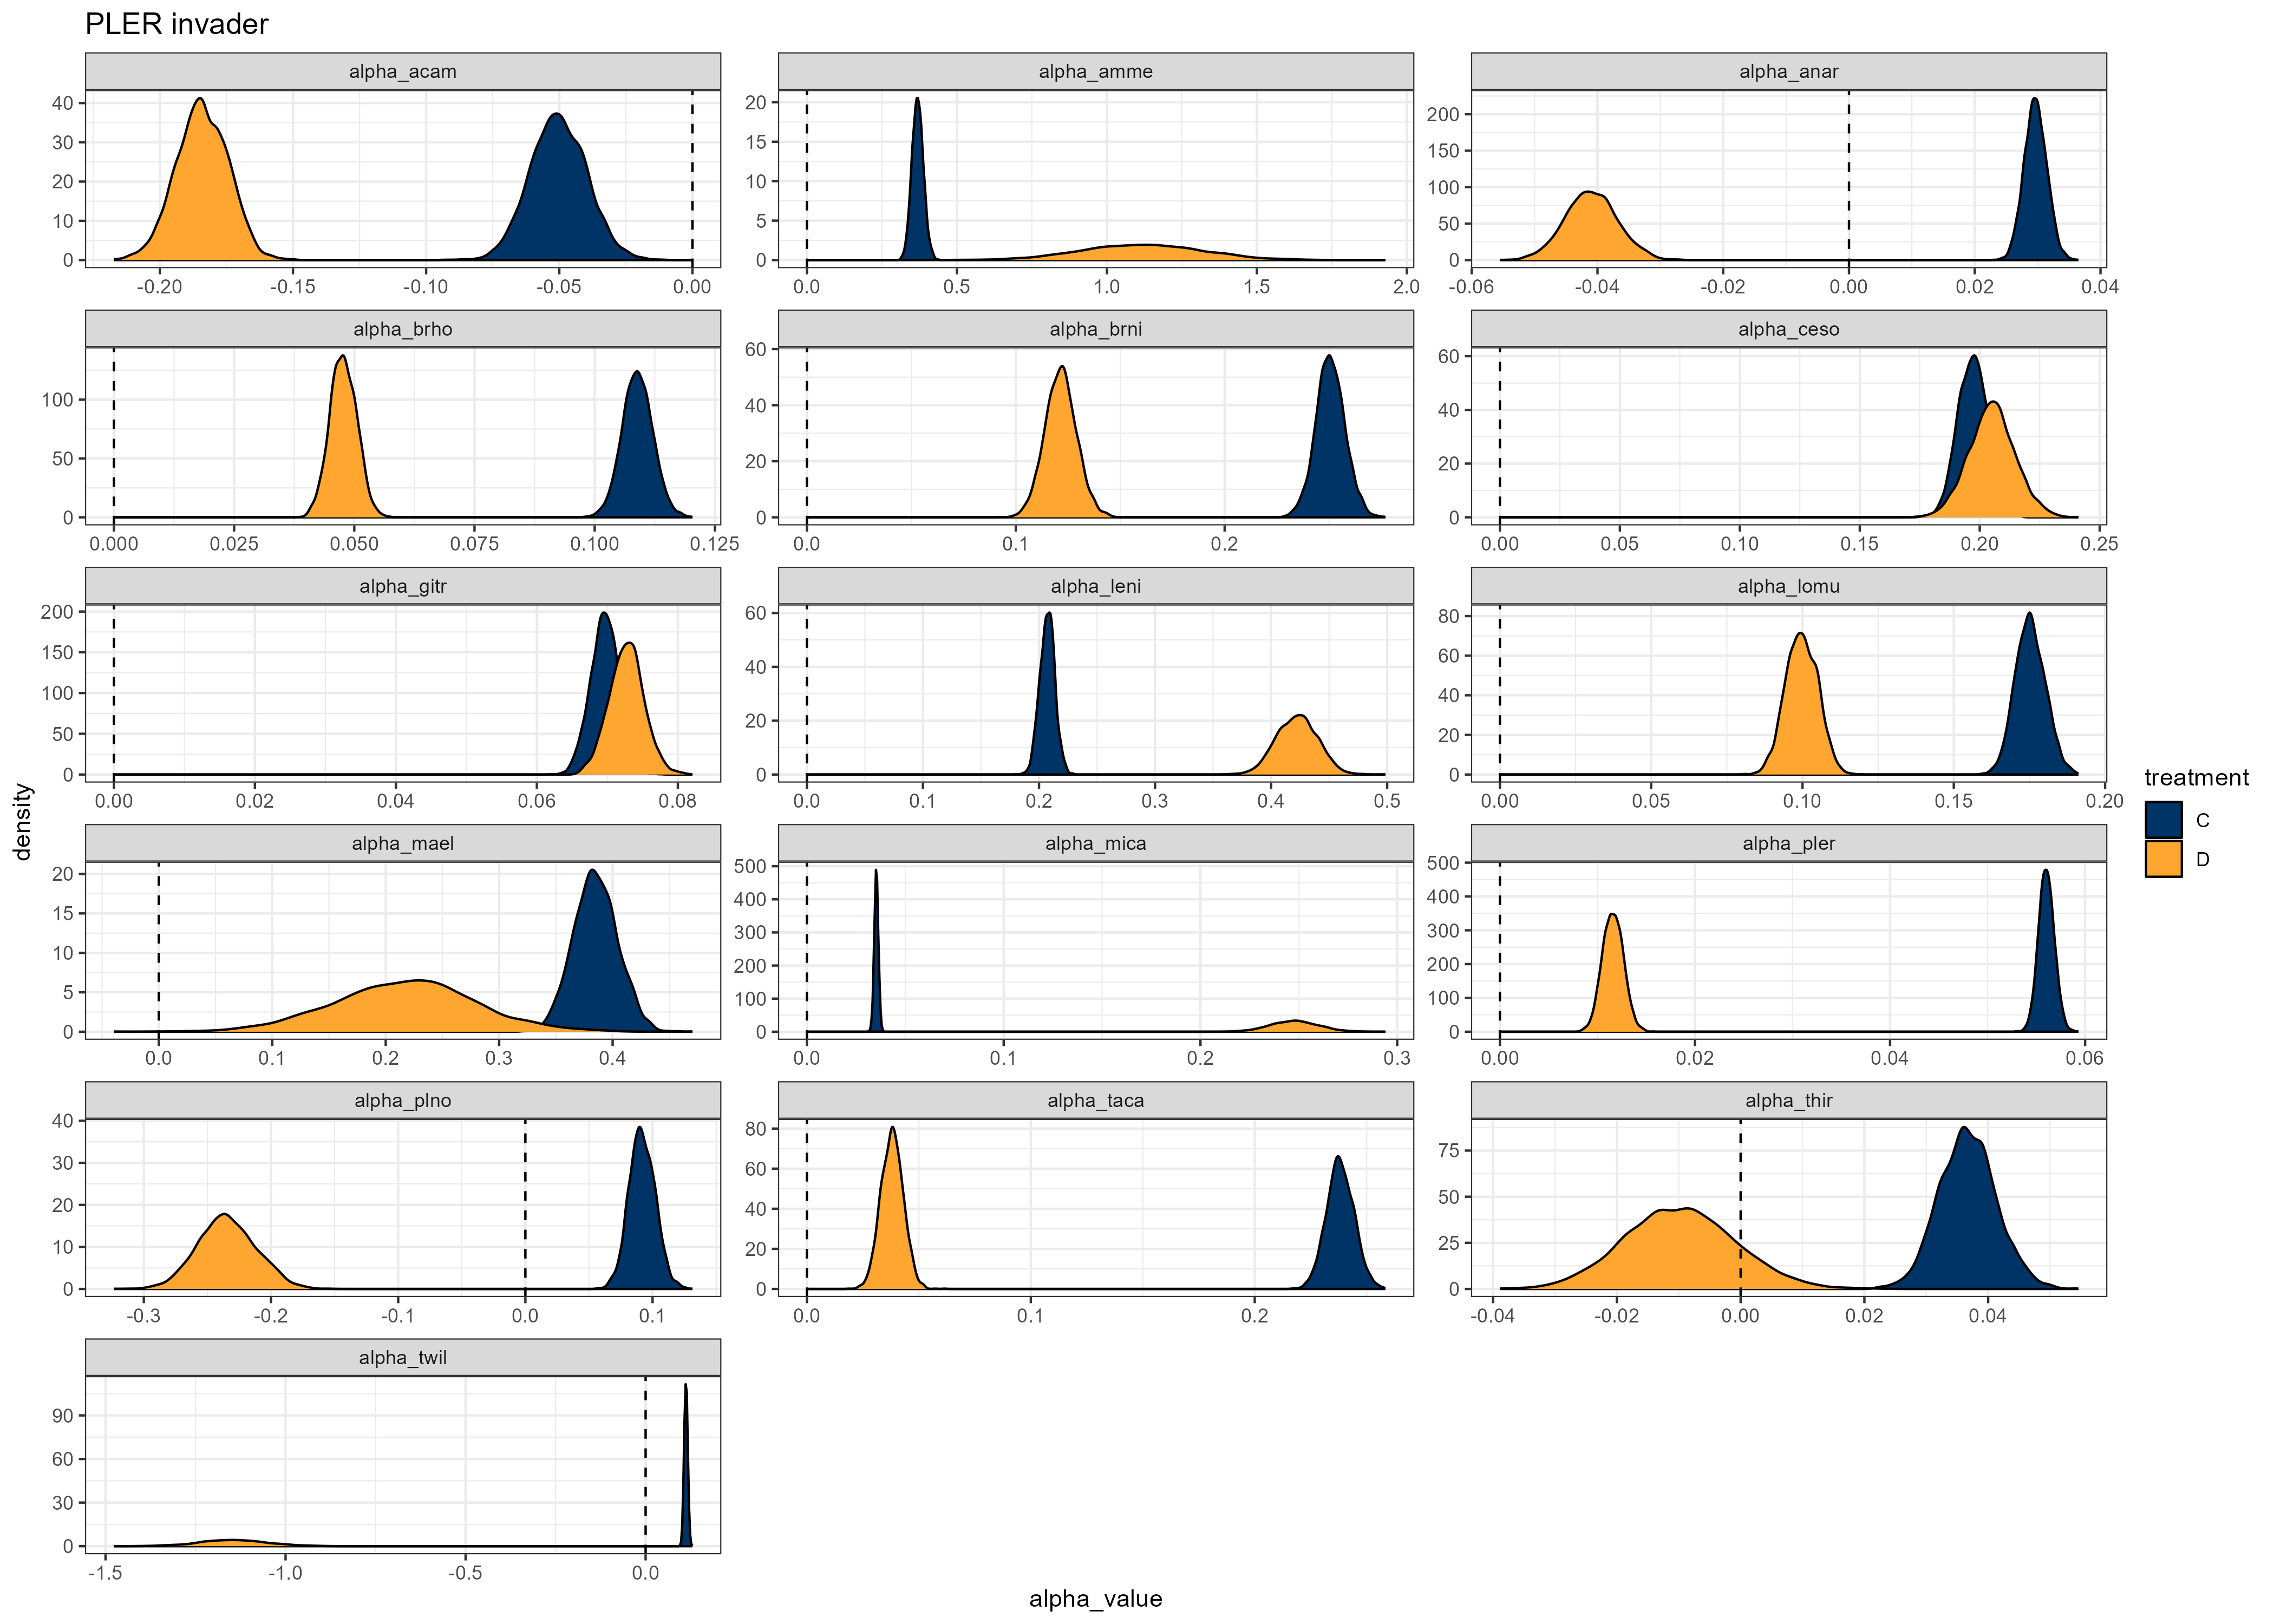 PLER invader
alpha_acam alpha_amme alpha_anar
40 30 20 10 0
20 15 10 5 0
200 150 100 50 0
-0.20 -0.15 -0.10 -0.05 0.00
0.0 0.5 1.0 1.5 2.0
-0.06 -0.04 -0.02 0.00 0.02 0.04
alpha_brho alpha_brni alpha_ceso
100 50 0
60 40 20 0
60 40 20 0
0.000 0.025 0.050 0.075 0.100 0.125
0.0 0.1 0.2
0.00 0.05 0.10 0.15 0.20 0.25
alpha_gitr alpha_leni alpha_lomu
200 150 100 50 0
60 40 20 0
80 60 40 20 0
0.00 0.02 0.04 0.06 0.08
0.0 0.1 0.2 0.3 0.4 0.5
0.00 0.05 0.10 0.15 0.20
alpha_mael alpha_mica alpha_pler
20 15 10 5 0
500 400 300 200 100 0
500 400 300 200 100 0
0.0 0.1 0.2 0.3 0.4
0.0 0.1 0.2 0.3
0.00 0.02 0.04 0.06
alpha_plno alpha_taca alpha_thir
40 30 20 10 0
80 60 40 20 0
75 50 25 0
-0.3 -0.2 -0.1 0.0 0.1
0.0 0.1 0.2
-0.04 -0.02 0.00 0.02 0.04
alpha_twil
90 60 30 0
-1.5 -1.0 -0.5 0.0
density
alpha_value
treatment
C
D